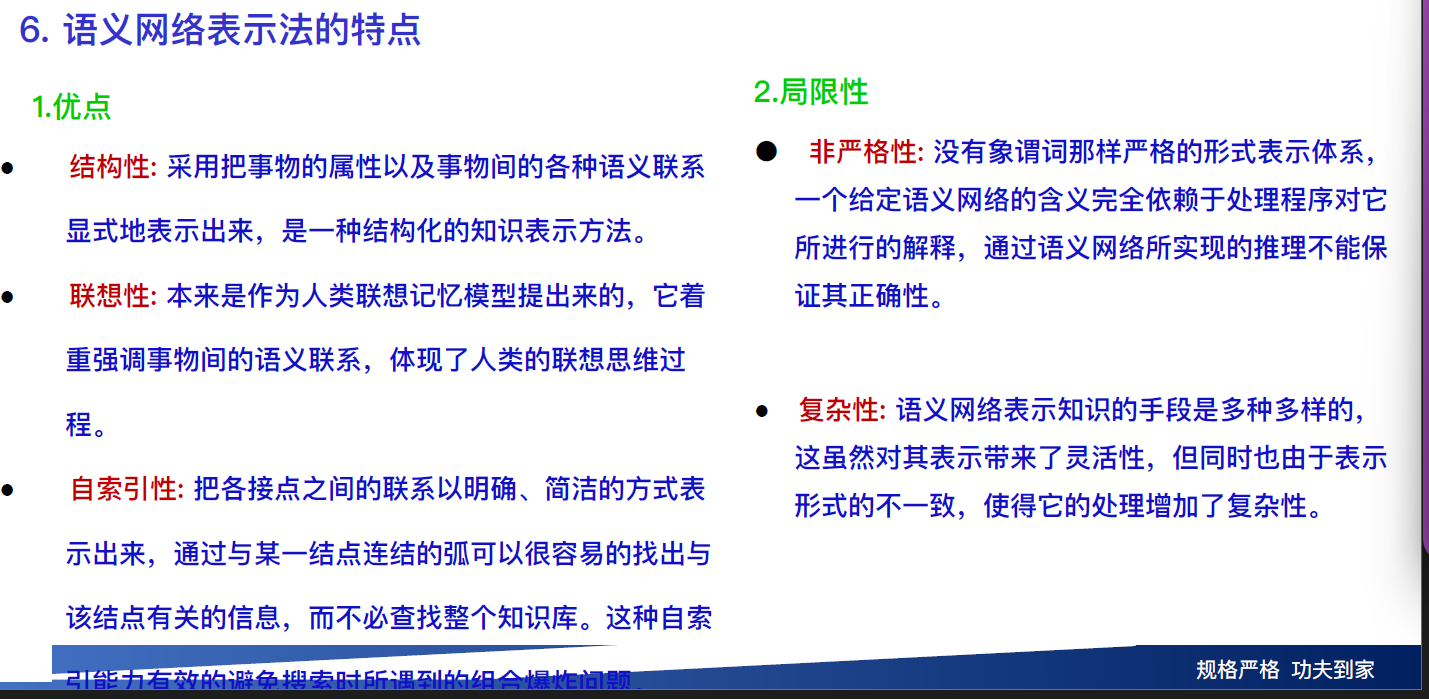 6. 语义网络表示法的特点
1.优点
● 结构性: 采用把事物的属性以及事物间的各种语义联系
显式地表示出来，是一种结构化的知识表示方法。
● 联想性: 本来是作为人类联想记忆模型提出来的，它着
重强调事物间的语义联系，体现了人类的联想思维过
程。
● 自索引性: 把各接点之间的联系以明确、简洁的方式表
示出来，通过与某一结点连结的弧可以很容易的找出与
该结点有关的信息，而不必查找整个知识库。这种自索
引能力有效的避免搜索时所遇到的组合爆炸问题。
2.局限性
● 非严格性: 没有象谓词那样严格的形式表示体系，
一个给定语义网络的含义完全依赖于处理程序对它
所进行的解释，通过语义网络所实现的推理不能保
证其正确性。
● 复杂性: 语义网络表示知识的手段是多种多样的，
这虽然对其表示带来了灵活性，但同时也由于表示
形式的不一致，使得它的处理增加了复杂性。
规格严格 功夫到家